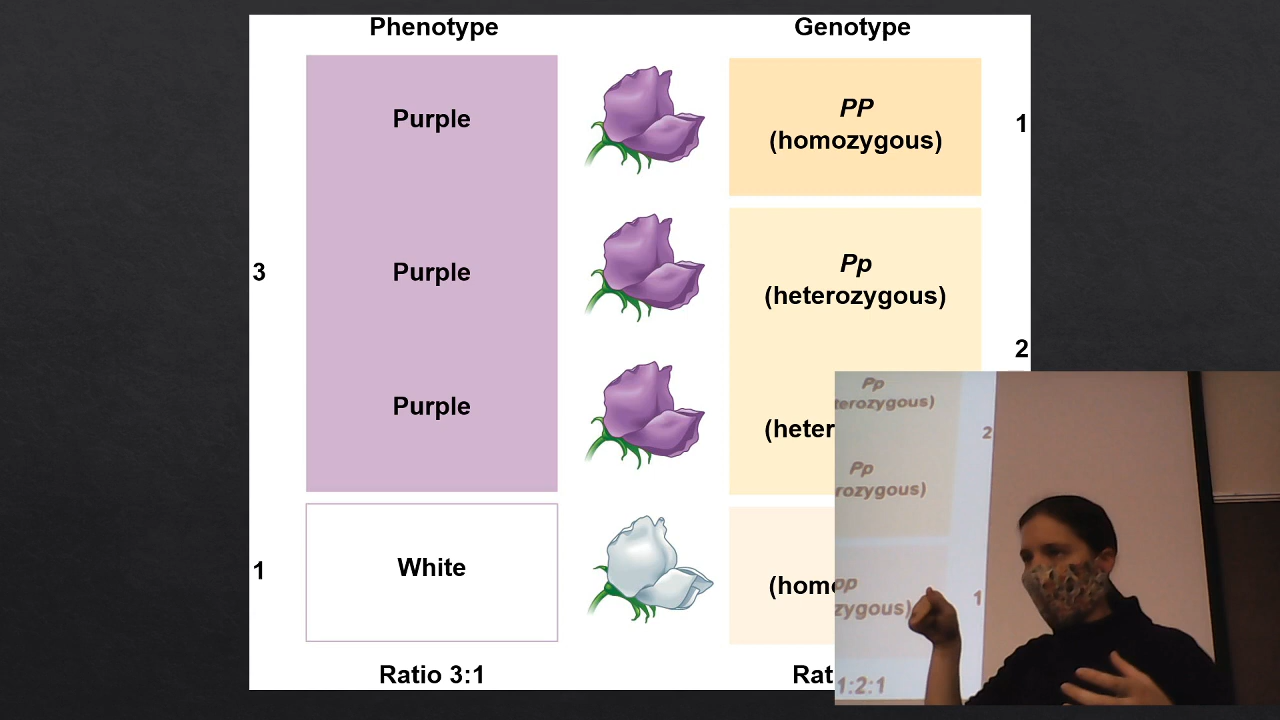 Phenotype
Genotype
Purple
PP
(homozygous)
1
3
Purple
Pp
(heterozygous)
2
Purple
(heter
1
White
(homo
Ratio 3:1
Rat
Pp
terozygous)
2
Pp
rozygous)
pp
zygous)
1
1:2:1